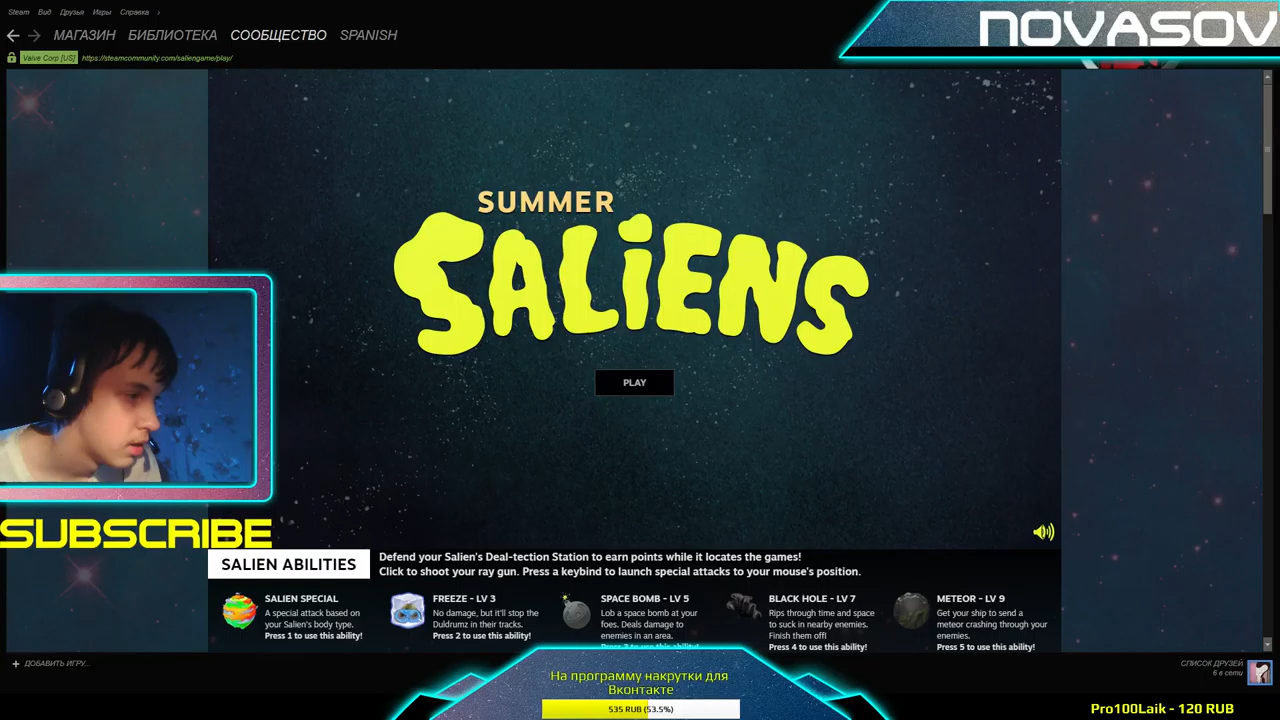 Steam Вид Друзья Игры Справка ›
МАГАЗИН БИБЛИОТЕКА СООБЩЕСТВО SPANISH
NOVASOV
Valve Corp [US] https://steamcommunity.com/saliengame/play/
SUMMER
SALiENS
PLAY
SUBSCRIBE
SALIEN ABILITIES
Defend your Salien's Deal-tection Station to earn points while it locates the games!
Click to shoot your ray gun. Press a keybind to launch special attacks to your mouse's position.
SALIEN SPECIAL
A special attack based on
your Salien's body type.
Press 1 to use this ability!
FREEZE - LV 3
No damage, but it'll stop the
Duldrumz in their tracks.
Press 2 to use this ability!
SPACE BOMB - LV 5
Lob a space bomb at your
foes. Deals damage to
enemies in an area.
Press 3 to use this ability!
BLACK HOLE - LV 7
Rips through time and space
to suck in nearby enemies.
Finish them off!
Press 4 to use this ability!
METEOR - LV 9
Get your ship to send a
meteor crashing through your
enemies.
Press 5 to use this ability!
+ ДОБАВИТЬ ИГРУ...
СПИСОК ДРУЗЕЙ
6 в сети
На программу накрутки для
Вконтакте
535 RUB (53.5%)
Pro100Laik - 120 RUB